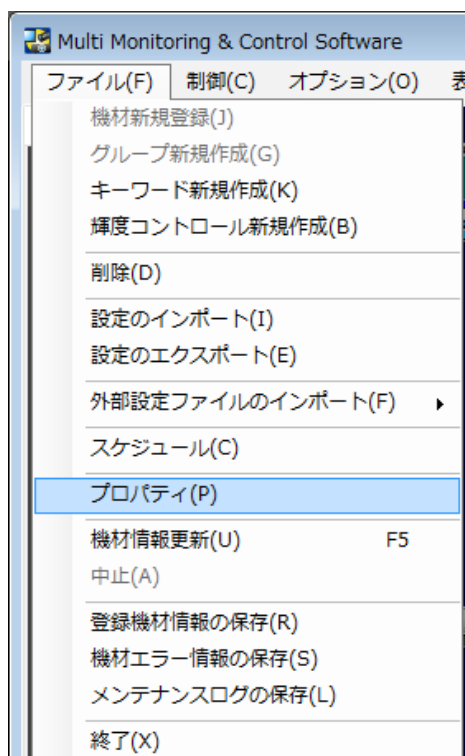 Multi Monitoring & Control Software
ファイル(F) 制御(C) オプション(O) 表
機材新規登録(J)
グループ新規作成(G)
キーワード新規作成(K)
輝度コントロール新規作成(B)
削除(D)
設定のインポート(I)
設定のエクスポート(E)
外部設定ファイルのインポート(F)
スケジュール(C)
プロパティ(P)
機材情報更新(U) F5
中止(A)
登録機材情報の保存(R)
機材エラー情報の保存(S)
メンテナンスログの保存(L)
終了(X)